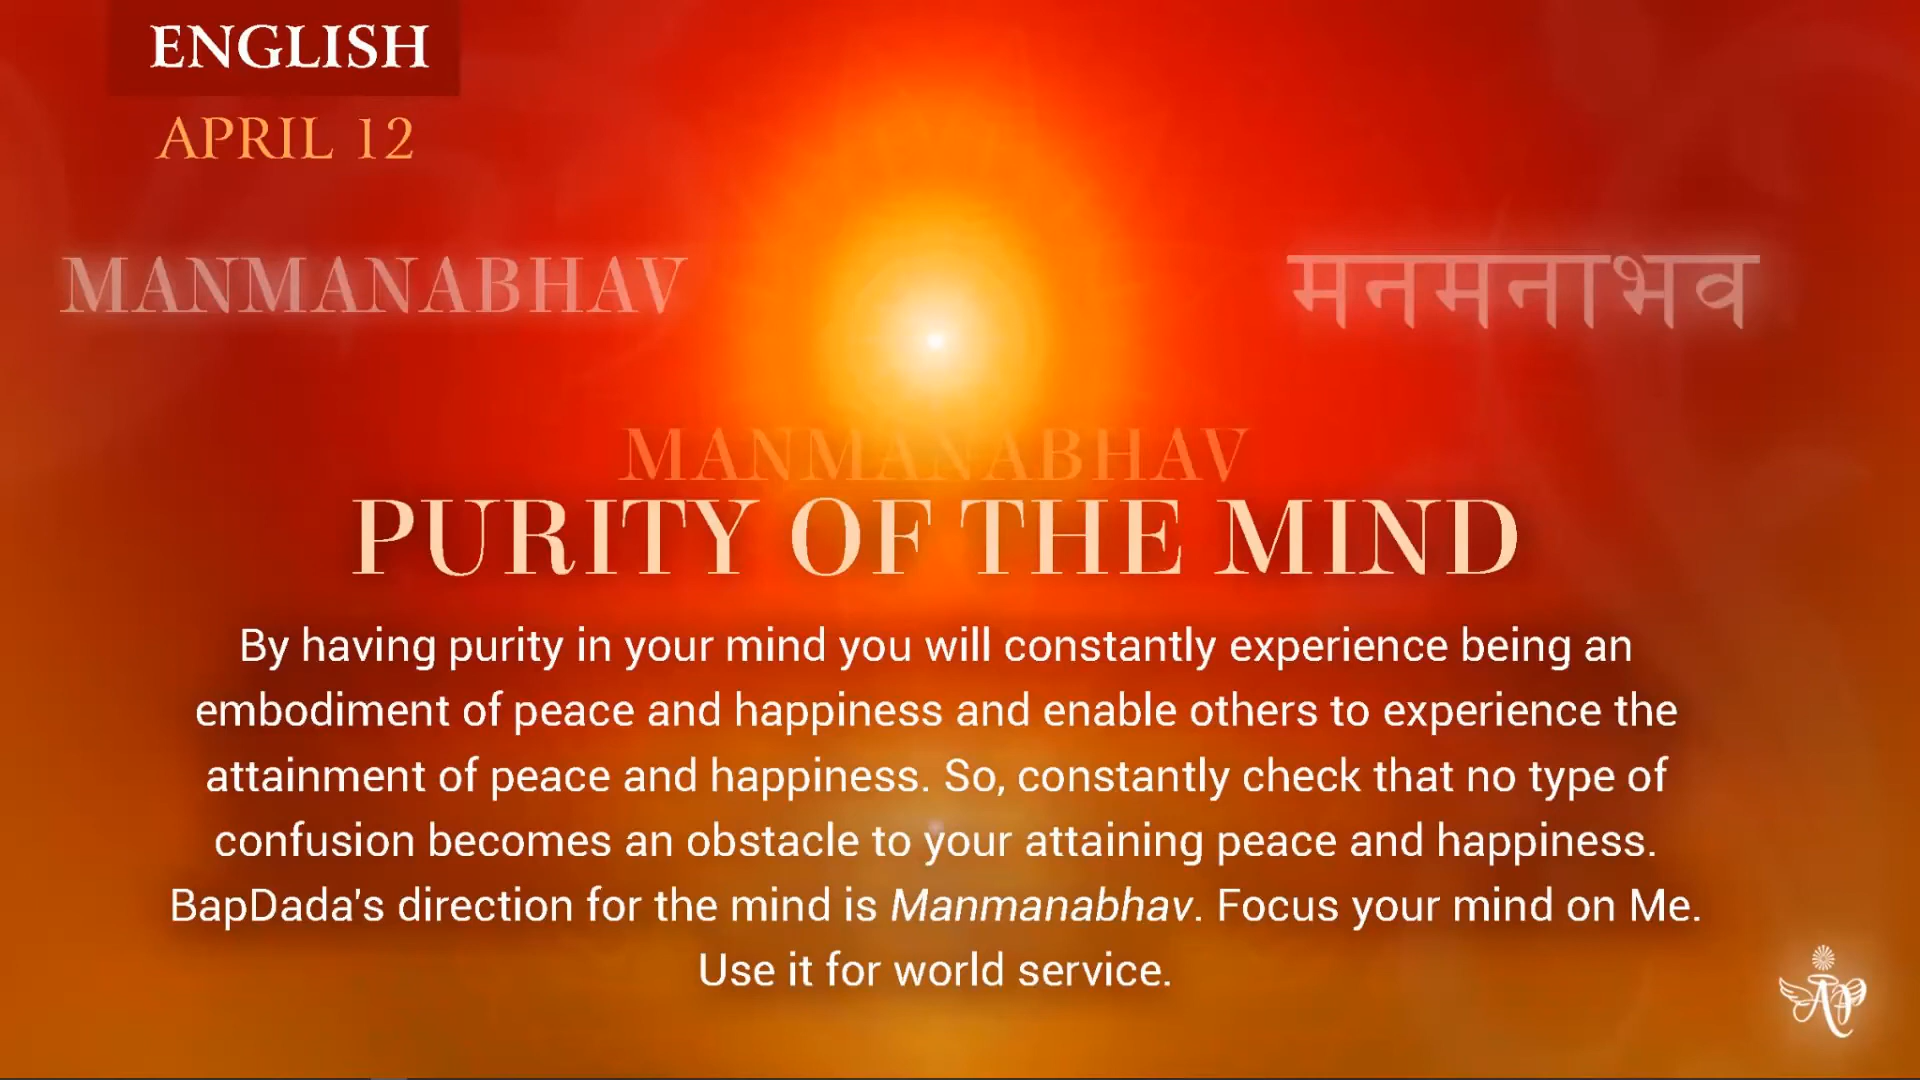 ENGLISH
APRIL 12
MANMANABHAV
मनमनाभव
MANMANABHAV
PURITY OF THE MIND
By having purity in your mind you will constantly experience being an
embodiment of peace and happiness and enable others to experience the
attainment of peace and happiness. So, constantly check that no type of
confusion becomes an obstacle to your attaining peace and happiness.
BapDada's direction for the mind is Manmanabhav. Focus your mind on Me.
Use it for world service.